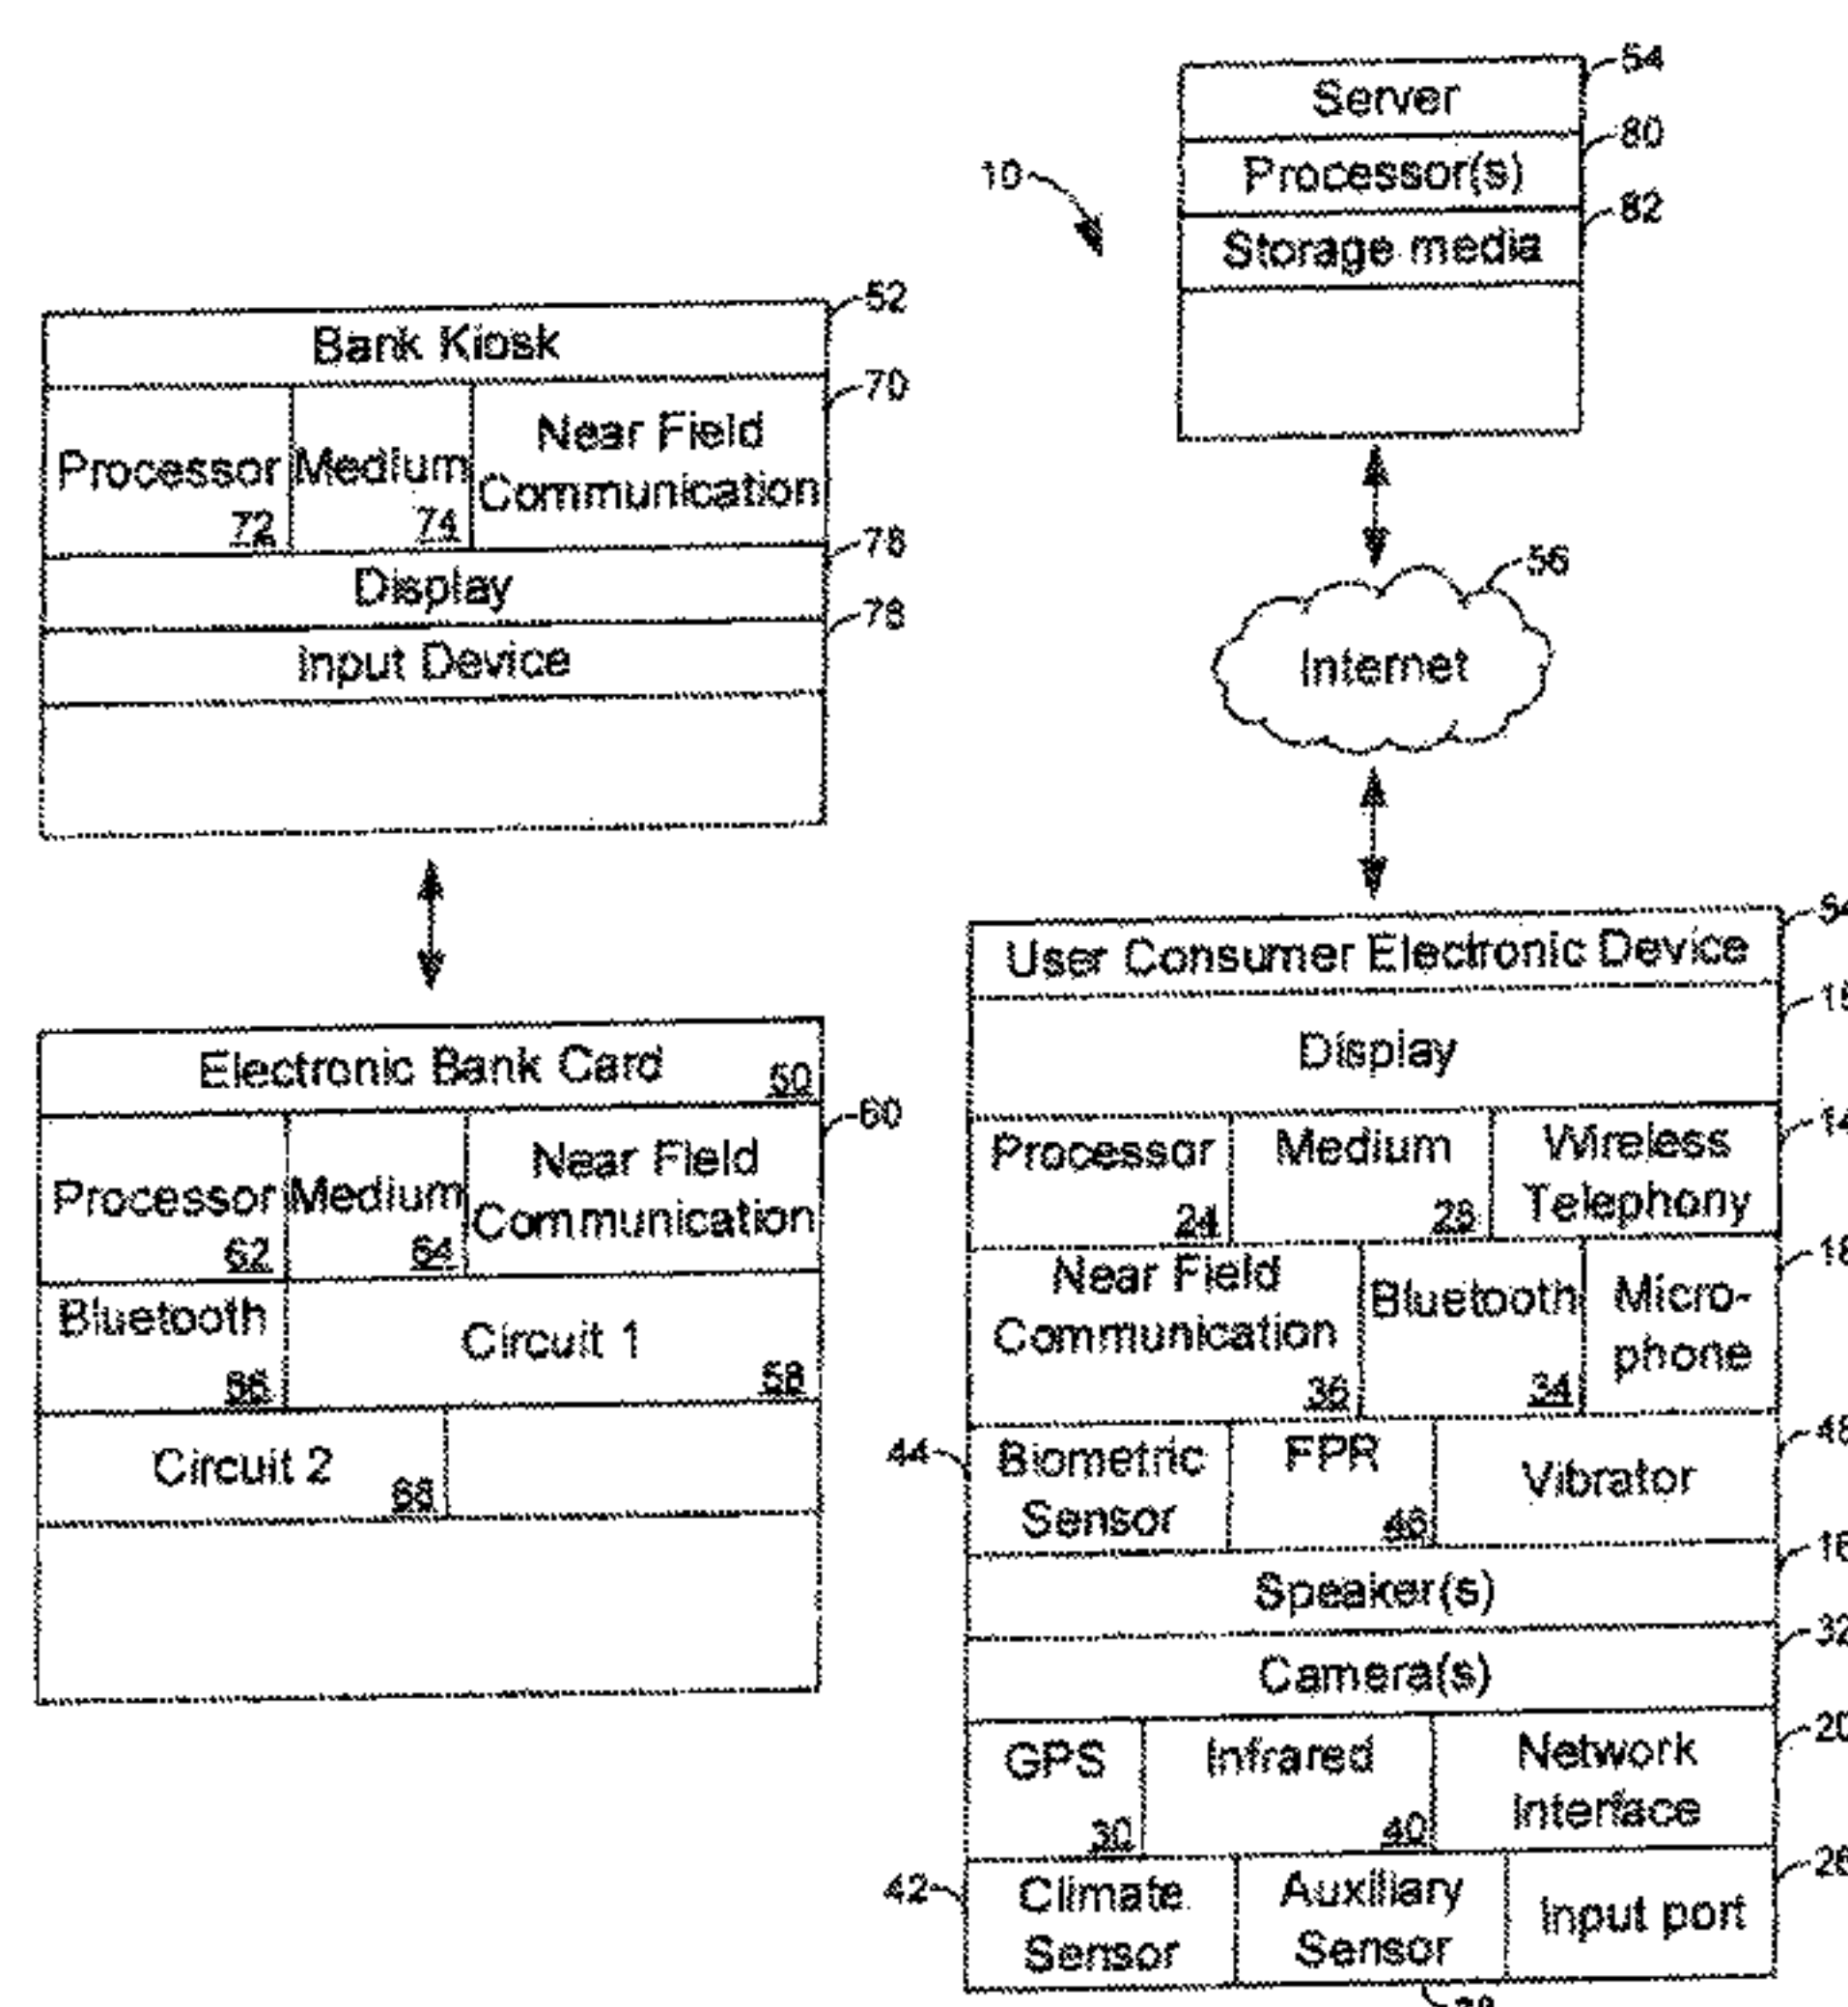 54
Server
80
Processor(s)
10
82
Storage media
52
Bank Kiosk
70
Near Field
Processor Medium
Communication
72
74
Display
78
Input Device
56
Internet
User Consumer Electronic Device
Display
Electronic Bank Card
50
60
Near Field
Processor Medium
Communication
62
64
Bluetooth
Circuit 1
Circuit 2
14
Processor
Medium
Wireless
Telephony
24
Near Field
Communication
Bluetooth
Micro-
phone
36
34
44
Biometric
Sensor
FPR
46
Vibrator
Speaker(s)
32
Camera(s)
20
GPS
Infrared
Network
Interface
30
40
42
Climate
Sensor
Auxiliary
Sensor
Input port